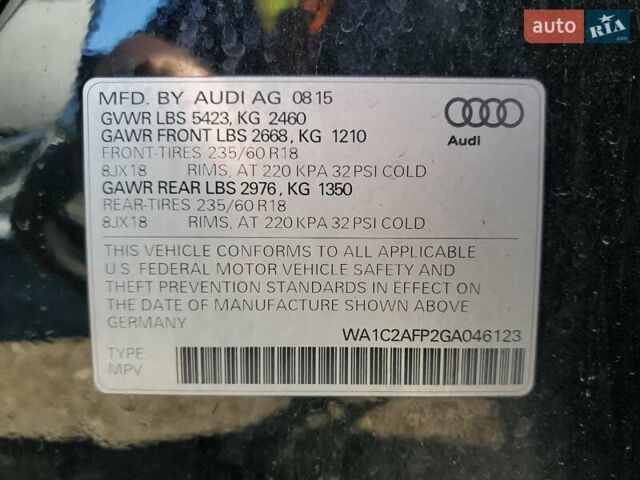 auto RIA
.com
MFD. BY AUDI AG 0815
GVWR LBS 5423, KG 2460
GAWR FRONT LBS 2668, KG 1210
FRONT-TIRES 235/60 R18
8JX18 RIMS, AT 220 KPA 32 PSI COLD
GAWR REAR LBS 2976, KG 1350
REAR-TIRES 235/60 R18
8JX18 RIMS, AT 220 KPA 32 PSI COLD
Audi
THIS VEHICLE CONFORMS TO ALL APPLICABLE
U.S. FEDERAL MOTOR VEHICLE SAFETY AND
THEFT PREVENTION STANDARDS IN EFFECT ON
THE DATE OF MANUFACTURE SHOWN ABOVE
GERMANY
WA1C2AFP2GA046123
TYPE
MPV